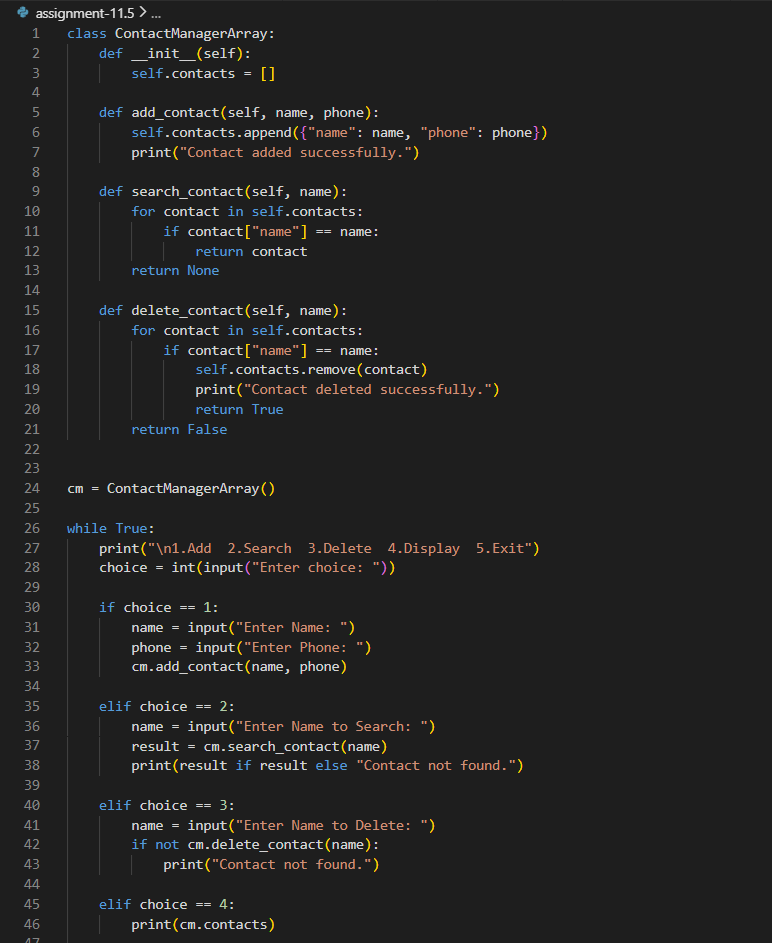 assignment-11.5 > ...
1 class ContactManagerArray:
2     def __init__(self):
3         self.contacts = []
4
5     def add_contact(self, name, phone):
6         self.contacts.append({"name": name, "phone": phone})
7         print("Contact added successfully.")
8
9     def search_contact(self, name):
10         for contact in self.contacts:
11             if contact["name"] == name:
12                 return contact
13         return None
14
15     def delete_contact(self, name):
16         for contact in self.contacts:
17             if contact["name"] == name:
18                 self.contacts.remove(contact)
19                 print("Contact deleted successfully.")
20                 return True
21         return False
22
23
24 cm = ContactManagerArray()
25
26 while True:
27     print("\n1.Add  2.Search  3.Delete  4.Display  5.Exit")
28     choice = int(input("Enter choice: "))
29
30     if choice == 1:
31         name = input("Enter Name: ")
32         phone = input("Enter Phone: ")
33         cm.add_contact(name, phone)
34
35     elif choice == 2:
36         name = input("Enter Name to Search: ")
37         result = cm.search_contact(name)
38         print(result if result else "Contact not found.")
39
40     elif choice == 3:
41         name = input("Enter Name to Delete: ")
42         if not cm.delete_contact(name):
43             print("Contact not found.")
44
45     elif choice == 4:
46         print(cm.contacts)
47